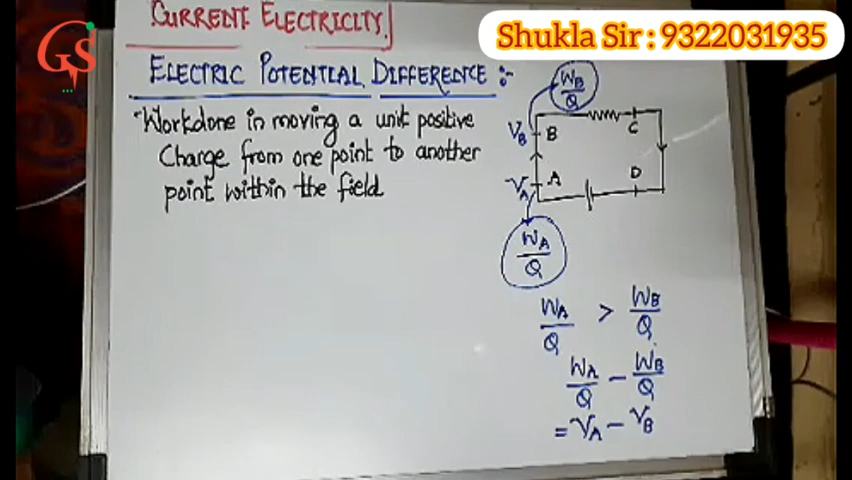 GS
Shukla Sir : 9322031935
CURRENT ELECTRICITY
ELECTRIC POTENTIAL DIFFERENCE :-
Workdone in moving a unit positive
Charge from one point to another
point within the field
W_B/Q
V_B B C
V_A A D
W_A/Q
W_A/Q > W_B/Q
W_A/Q - W_B/Q
= V_A - V_B